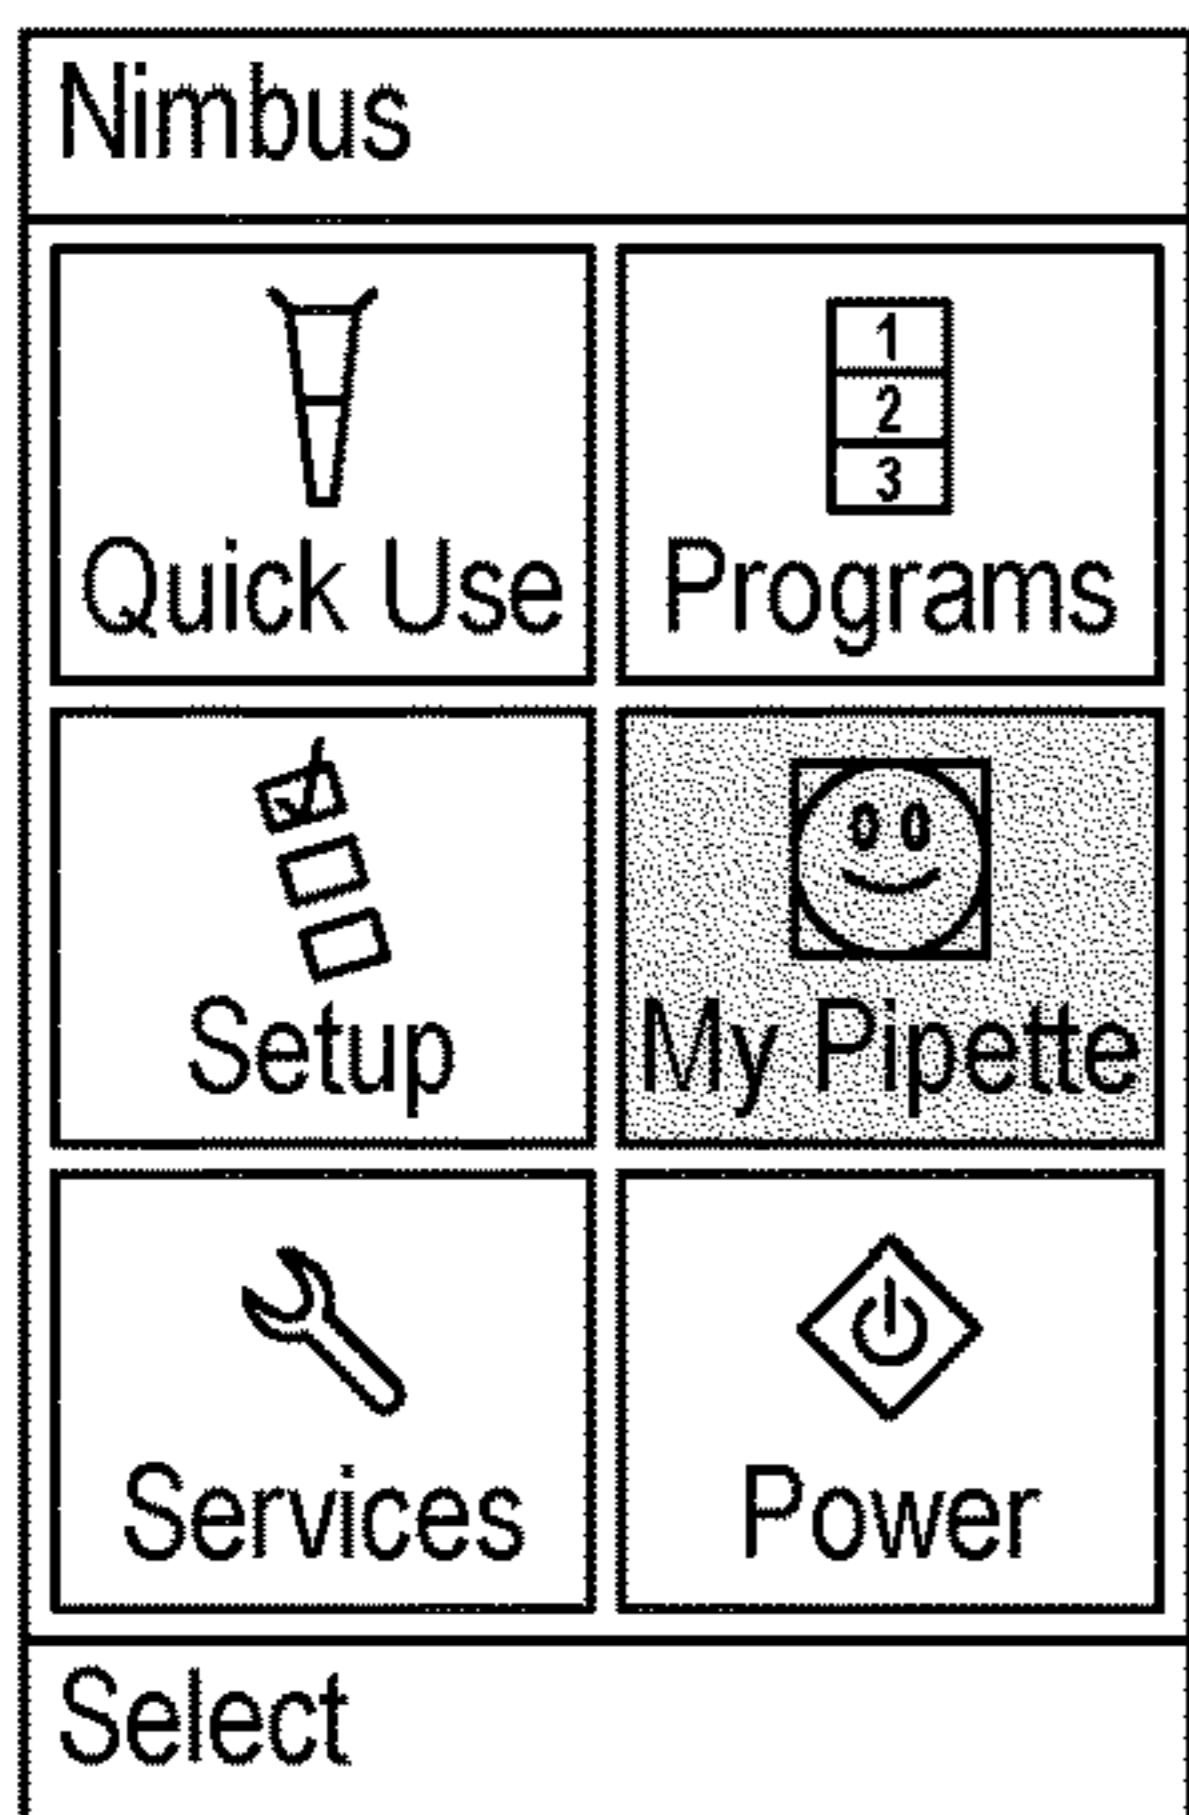 Nimbus
1
2
3
Quick Use
Programs
Setup
My Pipette
Services
Power
Select